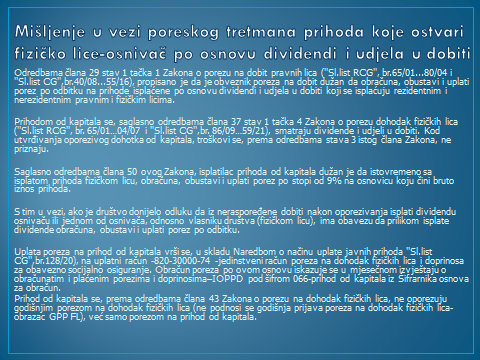 Mišljenje u vezi poreskog tretmana prihoda koje ostvari
fizičko lice-osnivač po osnovu dividendi i udjela u dobiti
Odredbama člana 29 stav 1 tačka 1 Zakona o porezu na dobit pravnih lica ("Sl.list RCG", br.65/01...80/04 i
"Sl.list CG",br.40/08...55/16), propisano je da je obveznik poreza na dobit dužan da obračuna, obustavi i uplati
porez po odbitku na prihode isplaćene po osnovu dividendi i udjela u dobiti koji se isplaćuju rezidentnim i
nerezidentnim pravnim i fizičkim licima.
Prihodom od kapitala se, saglasno odredbama člana 37 stav 1 tačka 4 Zakona o porezu dohodak fizičkih lica
("Sl.list RCG", br. 65/01...04/07 i "Sl.list CG",br. 86/09...59/21), smatraju dividende i udjeli u dobiti. Kod
utvrđivanja oporezivog dohotka od kapitala, troškovi se, prema odredbama stava 3 istog člana Zakona, ne
priznaju.
Saglasno odredbama člana 50 ovog Zakona, isplatilac prihoda od kapitala dužan je da istovremeno sa
isplatom prihoda fizičkom licu, obračuna, obustavi i uplati porez po stopi od 9% na osnovicu koju čini bruto
iznos prihoda.
S tim u vezi, ako je društvo donijelo odluku da iz neraspoređene dobiti nakon oporezivanja isplati dividendu
osnivaču ili jednom od osnivača, odnosno vlasniku društva (fizičkom licu), ima obavezu da prilikom isplate
dividende obračuna, obustavi i uplati porez po odbitku.
Uplata poreza na prihod od kapitala vrši se, u skladu Naredbom o načinu uplate javnih prihoda "Sl.list
CG",br.128/20), na uplatni račun -820-30000-74 -jedinstveni račun poreza na dohodak fizičkih lica i doprinosa
za obavezno socijalno osiguranje. Obračun poreza po ovom osnovu iskazuje se u mjesečnom izvještaju o
obračunatim i plaćenim porezima i doprinosima–IOPPD pod šifrom 066-prihod od kapitala iz Šifrarnika osnova
za obračun.
Prihod od kapitala se, prema odredbama člana 43 Zakona o porezu na dohodak fizičkih lica, ne oporezuju
godišnjim porezom na dohodak fizičkih lica (ne podnosi se godišnja prijava poreza na dohodak fizičkih lica-
obrazac GPP FL), već samo porezom na prihod od kapitala.